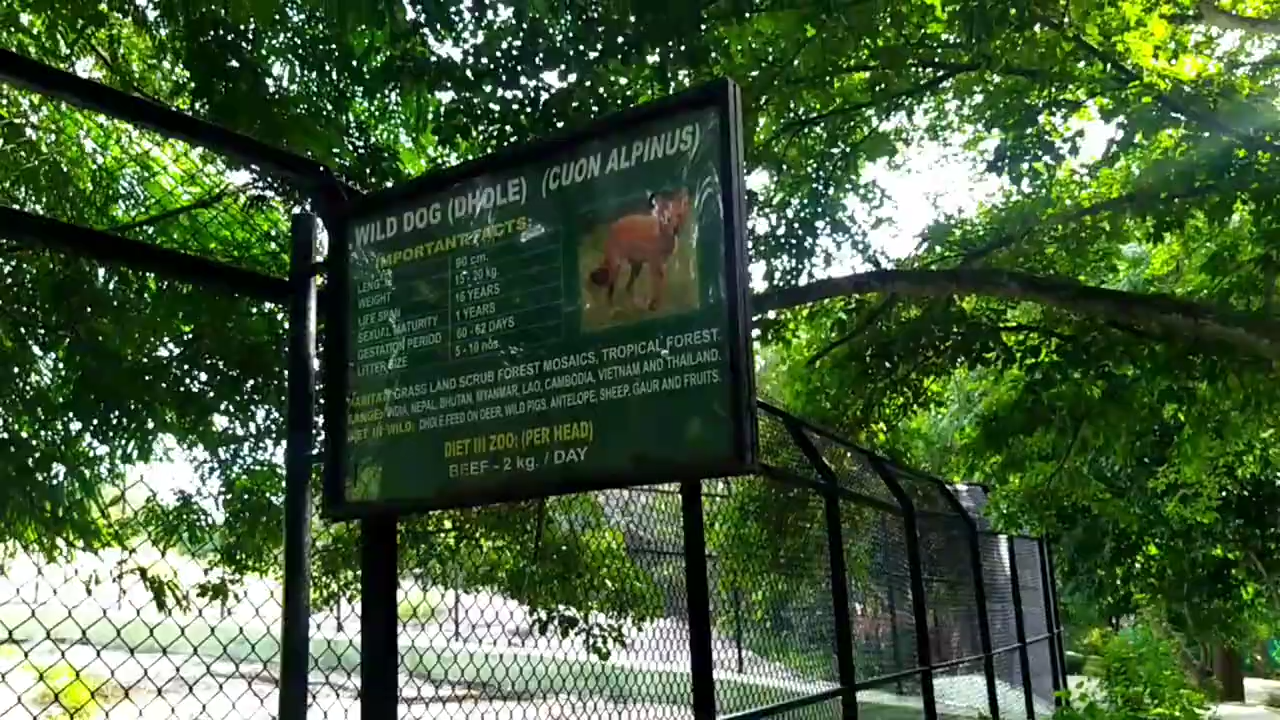 WILD DOG (DHOLE) (CUON ALPINUS)
IMPORTANT FACTS
LENGTH 90 cm.
WEIGHT 15 - 20 kg.
LIFE SPAN 16 YEARS
SEXUAL MATURITY 1 YEARS
GESTATION PERIOD 60 - 62 DAYS
LITTER SIZE 5 - 10 nos.
HABITAT: GRASS LAND SCRUB FOREST MOSAICS, TROPICAL FOREST.
RANGE: INDIA, NEPAL, BHUTAN, MYANMAR, LAO, CAMBODIA, VIETNAM AND THAILAND.
DIET IN WILD: DHOLE FEED ON DEER, WILD PIGS, ANTELOPE, SHEEP, GAUR AND FRUITS.
DIET IN ZOO: (PER HEAD)
BEEF - 2 kg. / DAY